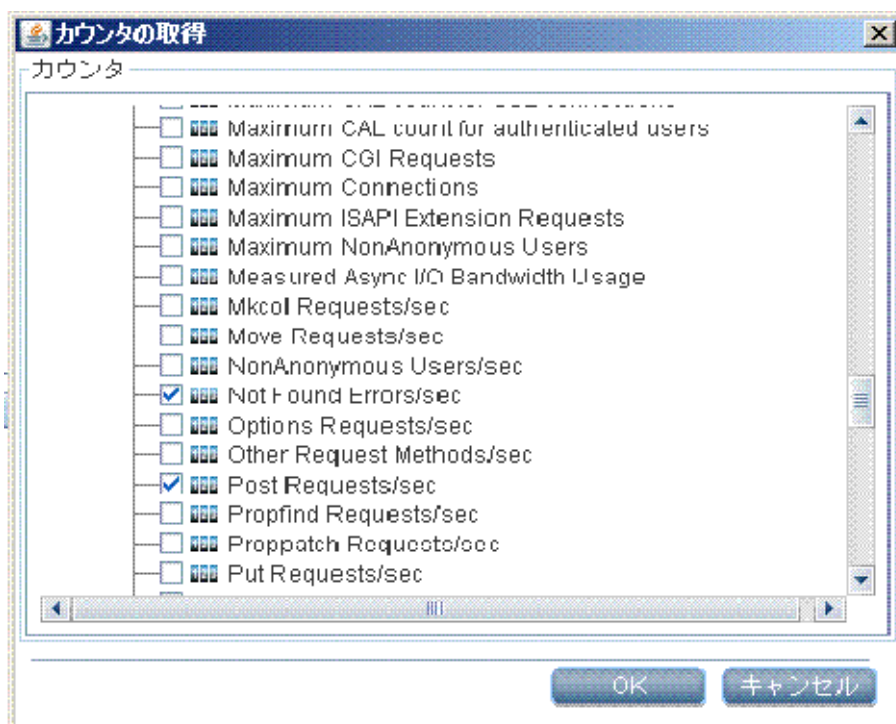 カウンタの取得
カウンタ
Maximum CAL count for authenticated users
Maximum CGI Requests
Maximum Connections
Maximum ISAPI Extension Requests
Maximum NonAnonymous Users
Measured Async I/O Bandwidth Usage
Mkcol Requests/sec
Move Requests/sec
NonAnonymous Users/sec
Not Found Errors/sec
Options Requests/sec
Other Request Methods/sec
Post Requests/sec
Propfind Requests/sec
Proppatch Requests/sec
Put Requests/sec
OK キャンセル